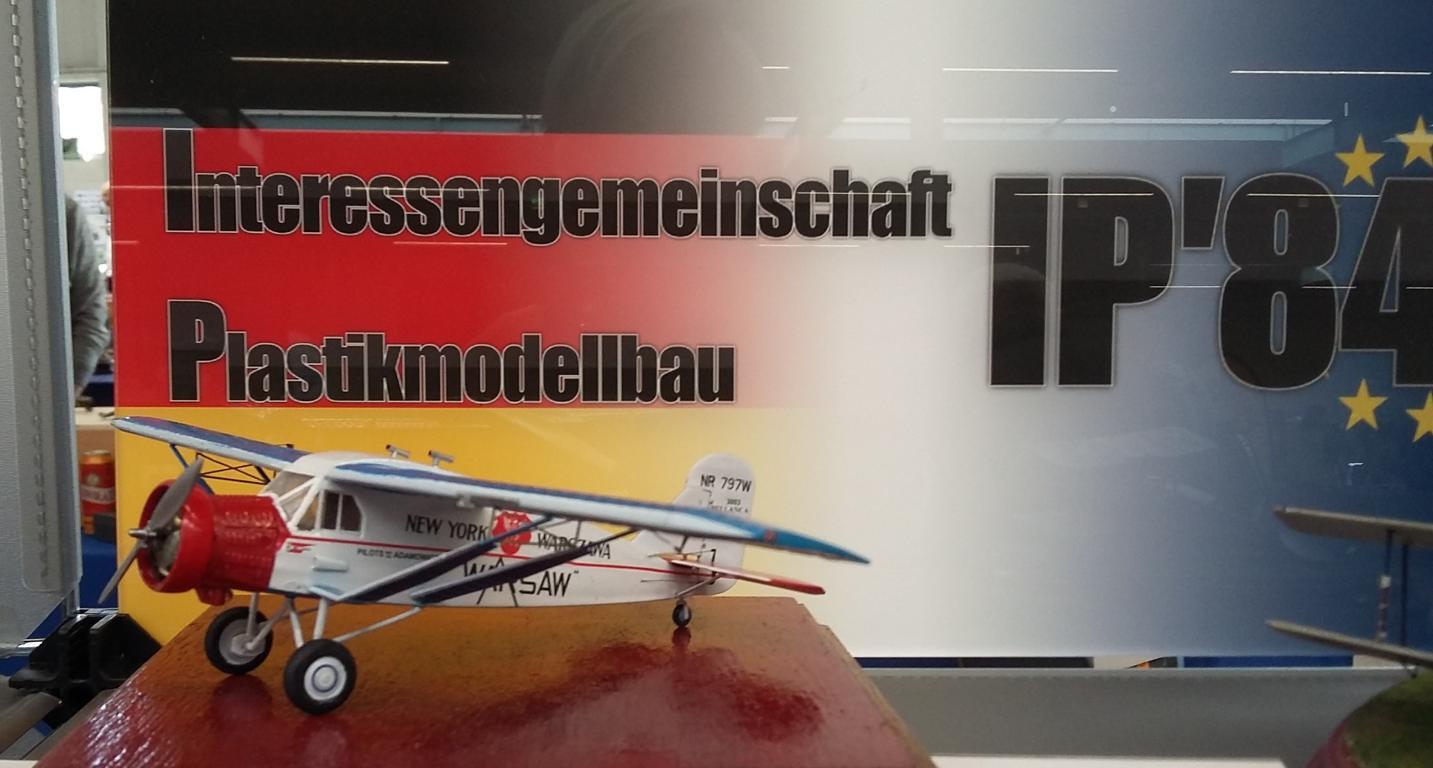 Interessengemeinschaft
IP'84
Plastikmodellbau
NR 797W
NEW YORK
WARSZAWA
WARSAW"